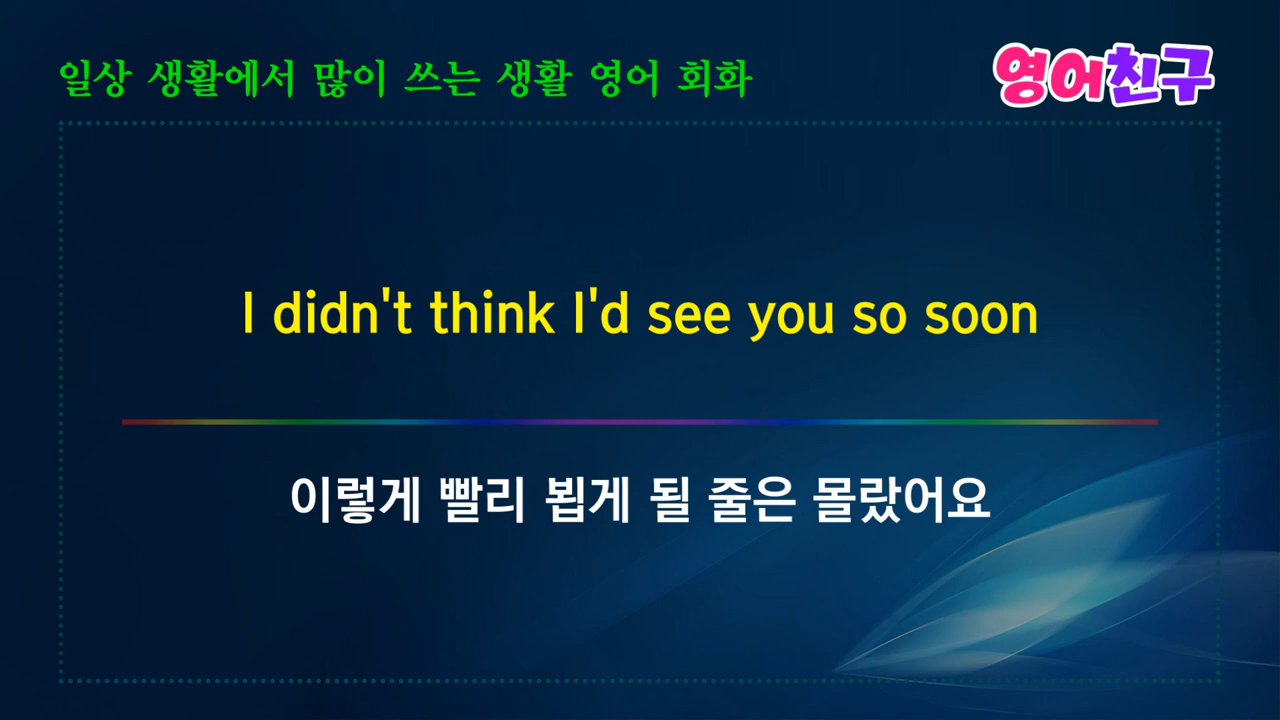 일상 생활에서 많이 쓰는 생활 영어 회화
영어친구
I didn't think I'd see you so soon
이렇게 빨리 뵙게 될 줄은 몰랐어요